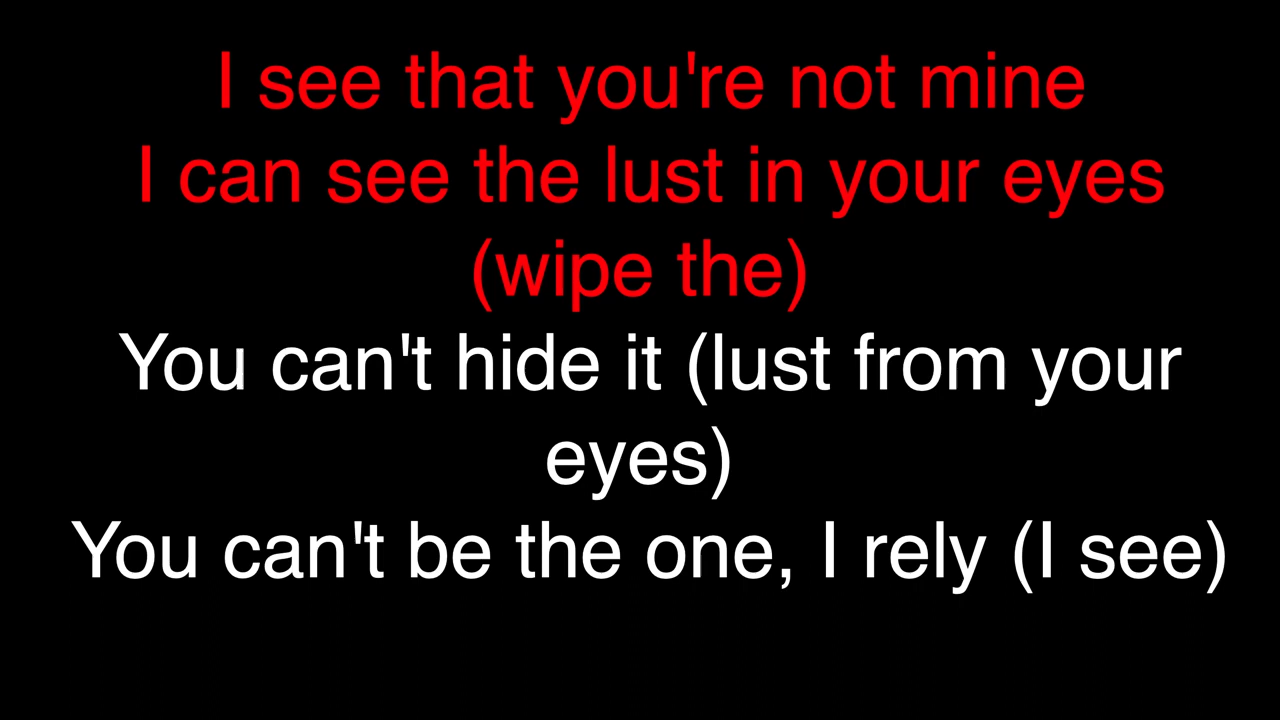 I see that you're not mine
I can see the lust in your eyes
(wipe the)
You can't hide it (lust from your
eyes)
You can't be the one, I rely (I see)